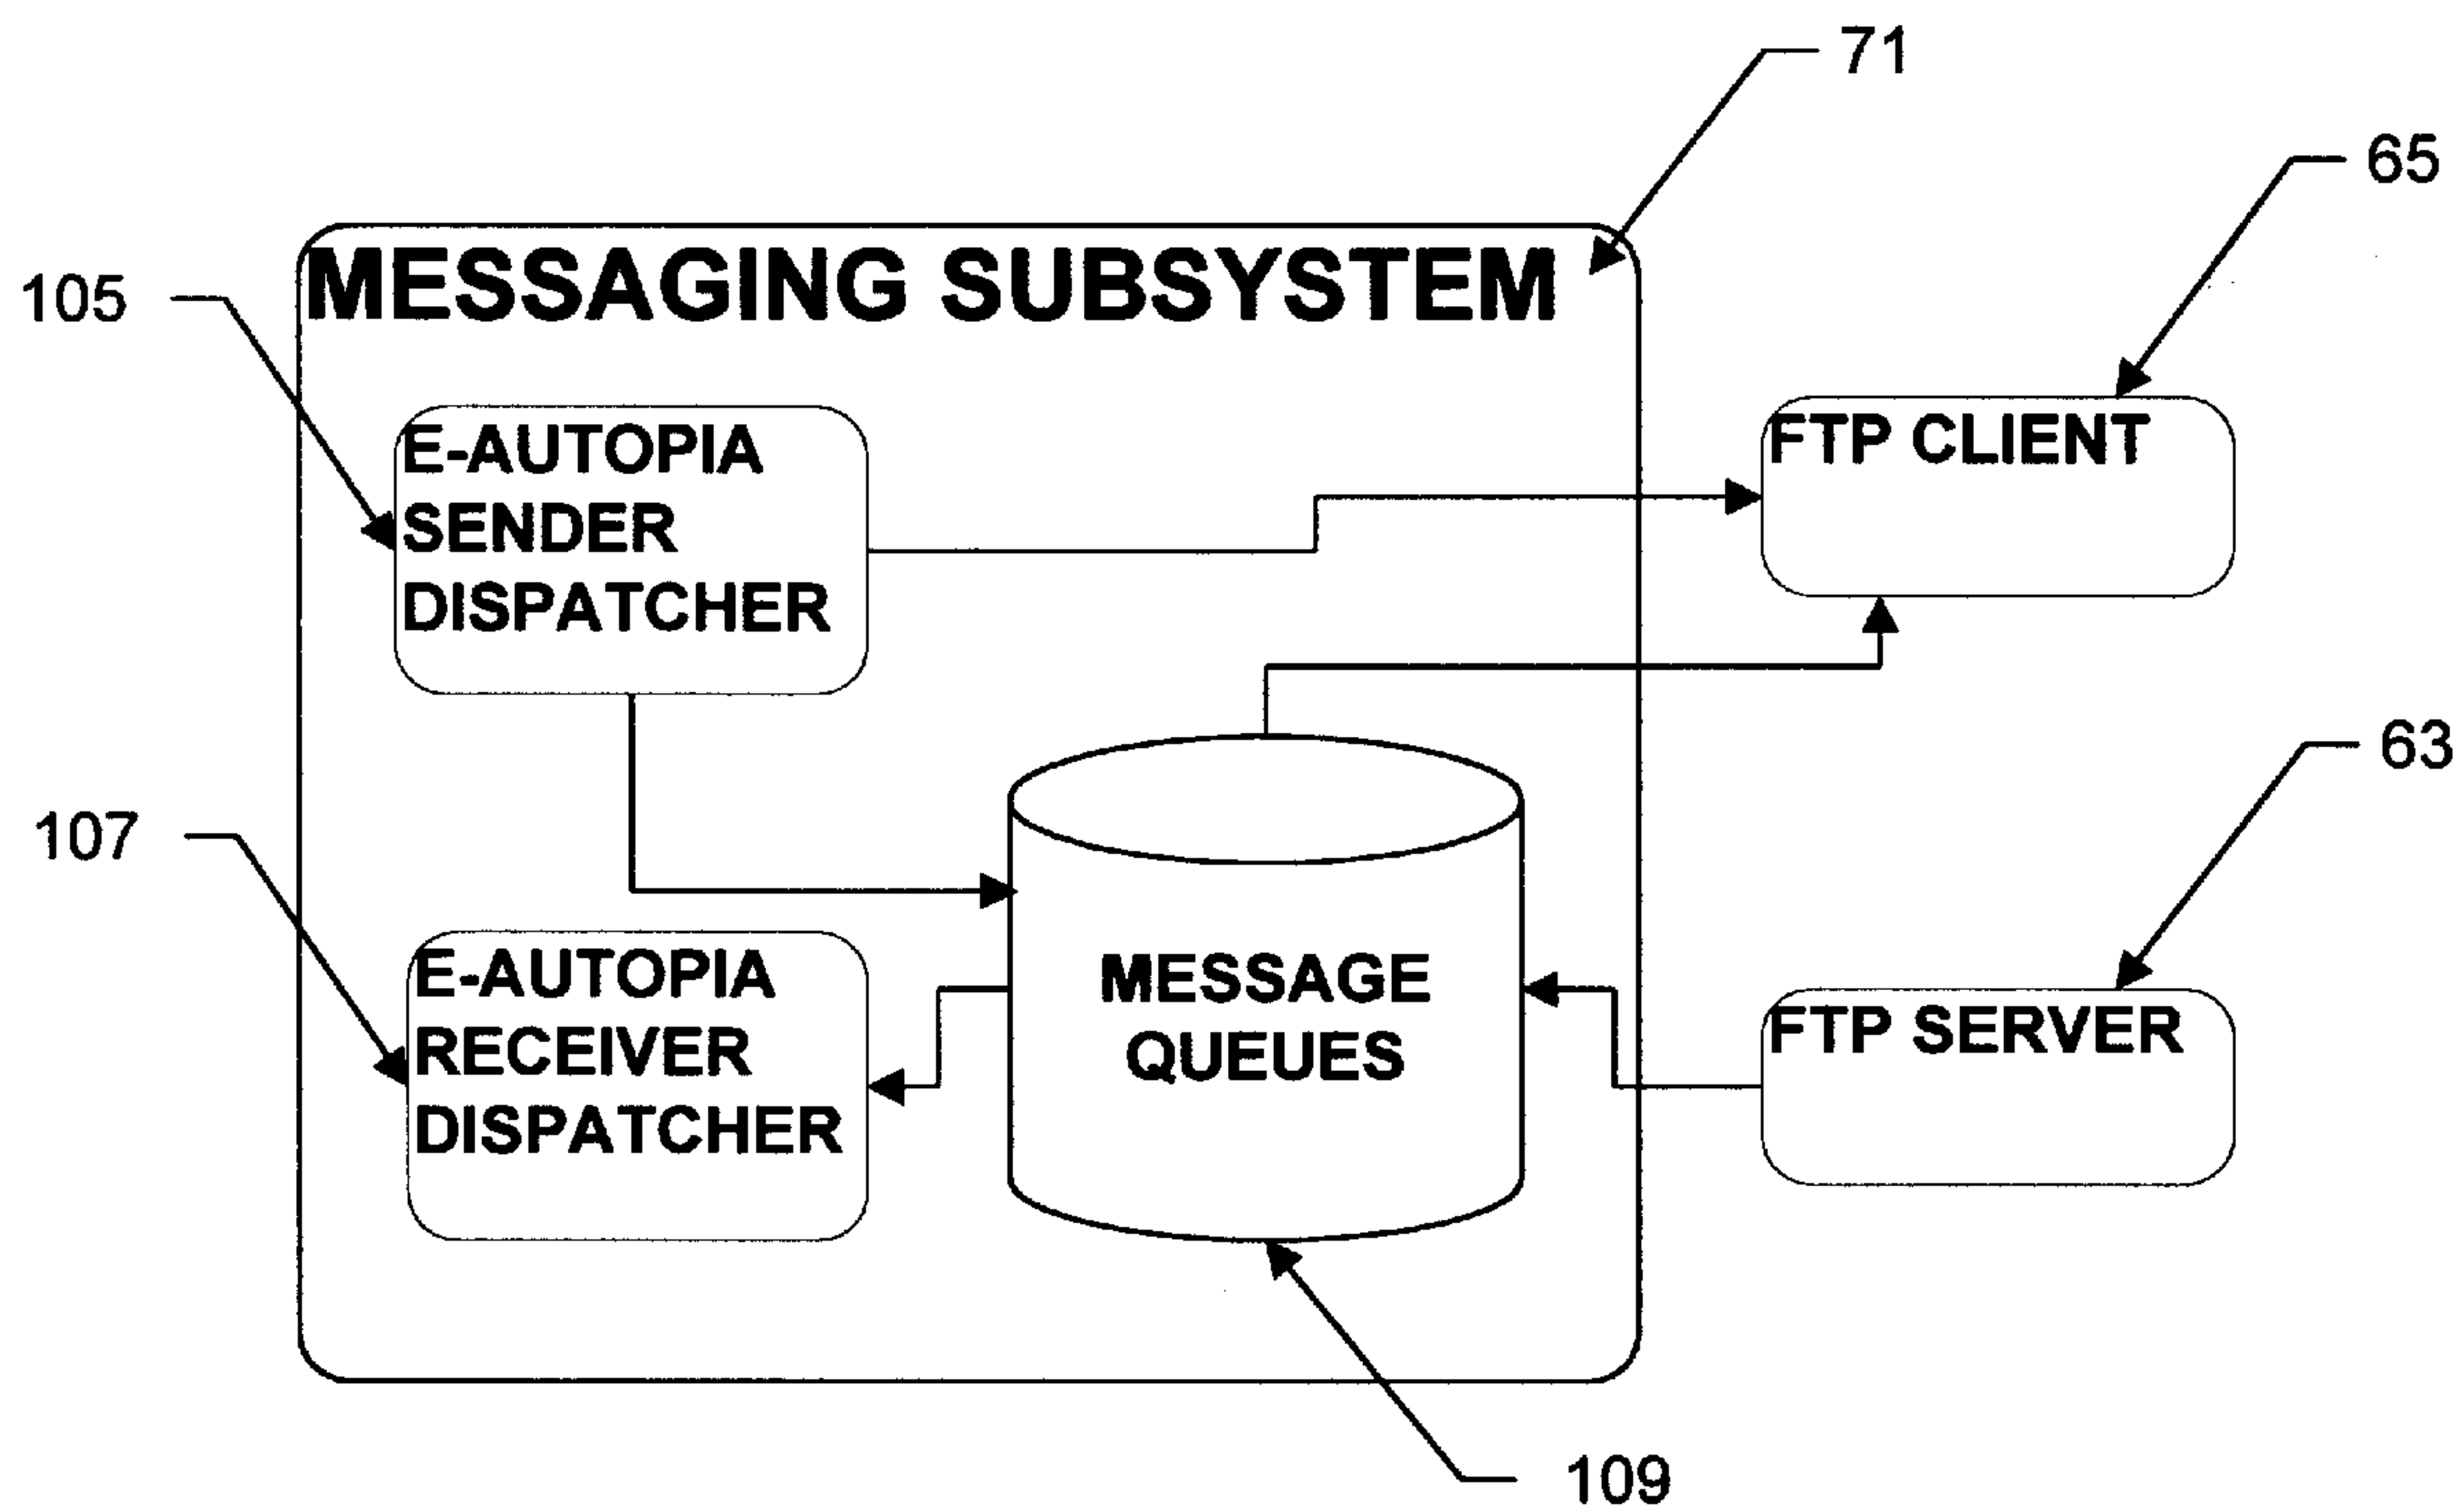 71
65
MESSAGING SUBSYSTEM
105
E-AUTOPIA
SENDER
DISPATCHER
FTP CLIENT
63
107
E-AUTOPIA
RECEIVER
DISPATCHER
MESSAGE
QUEUES
FTP SERVER
109